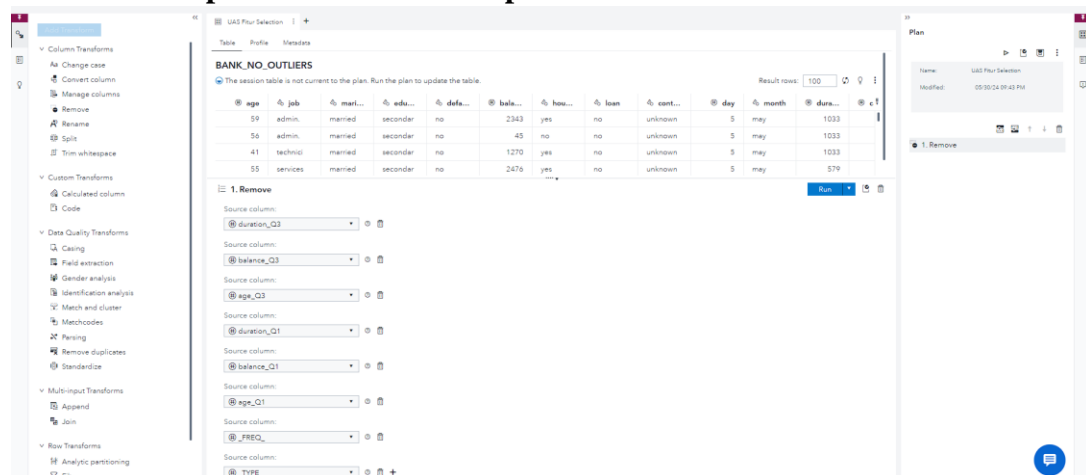 UAS Fitur Selection
Table Profile Metadata
BANK_NO_OUTLIERS
The session table is not current to the plan. Run the plan to update the table.
Result rows: 100
age job mari... edu... defa... bala... hou... loan cont... day month dura... c
59 admin. married secondar no 2343 yes no unknown 5 may 1033
56 admin. married secondar no 45 no no unknown 5 may 1033
41 technici married secondar no 1270 yes no unknown 5 may 1033
55 services married secondar no 2476 yes no unknown 5 may 579
Column Transforms
Change case
Convert column
Manage columns
Remove
Rename
Split
Trim whitespace
Custom Transforms
Calculated column
Code
Data Quality Transforms
Casing
Field extraction
Gender analysis
Identification analysis
Match and cluster
Matchcodes
Parsing
Remove duplicates
Standardize
Multi-input Transforms
Append
Join
Row Transforms
Analytic partitioning
1. Remove
Run
Source column:
duration_Q3
Source column:
balance_Q3
Source column:
age_Q3
Source column:
duration_Q1
Source column:
balance_Q1
Source column:
age_Q1
Source column:
_FREQ_
Source column:
_TYPE_
Plan
Name: UAS Fitur Selection
Modified: 05/30/24 09:43 PM
1. Remove